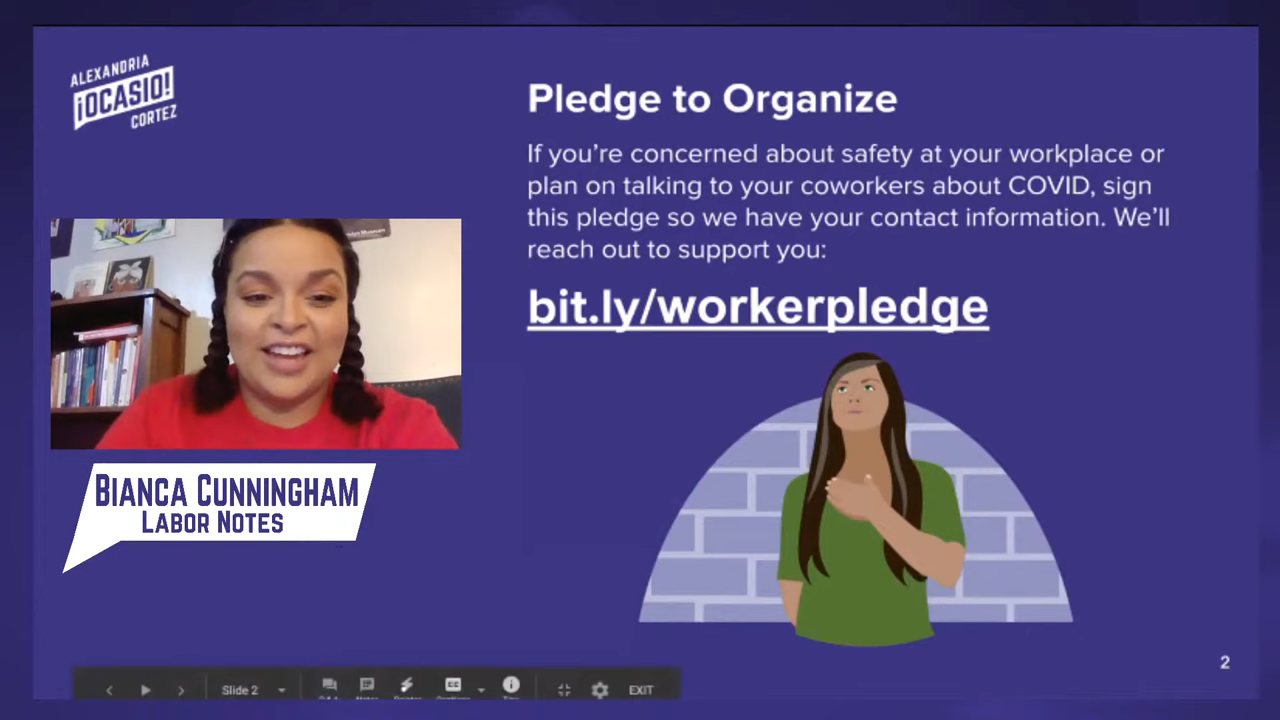 ALEXANDRIA
¡OCASIO!
CORTEZ
Pledge to Organize
If you're concerned about safety at your workplace or
plan on talking to your coworkers about COVID, sign
this pledge so we have your contact information. We'll
reach out to support you:
bit.ly/workerpledge
BIANCA CUNNINGHAM
LABOR NOTES
2
Slide 2
CC
EXIT